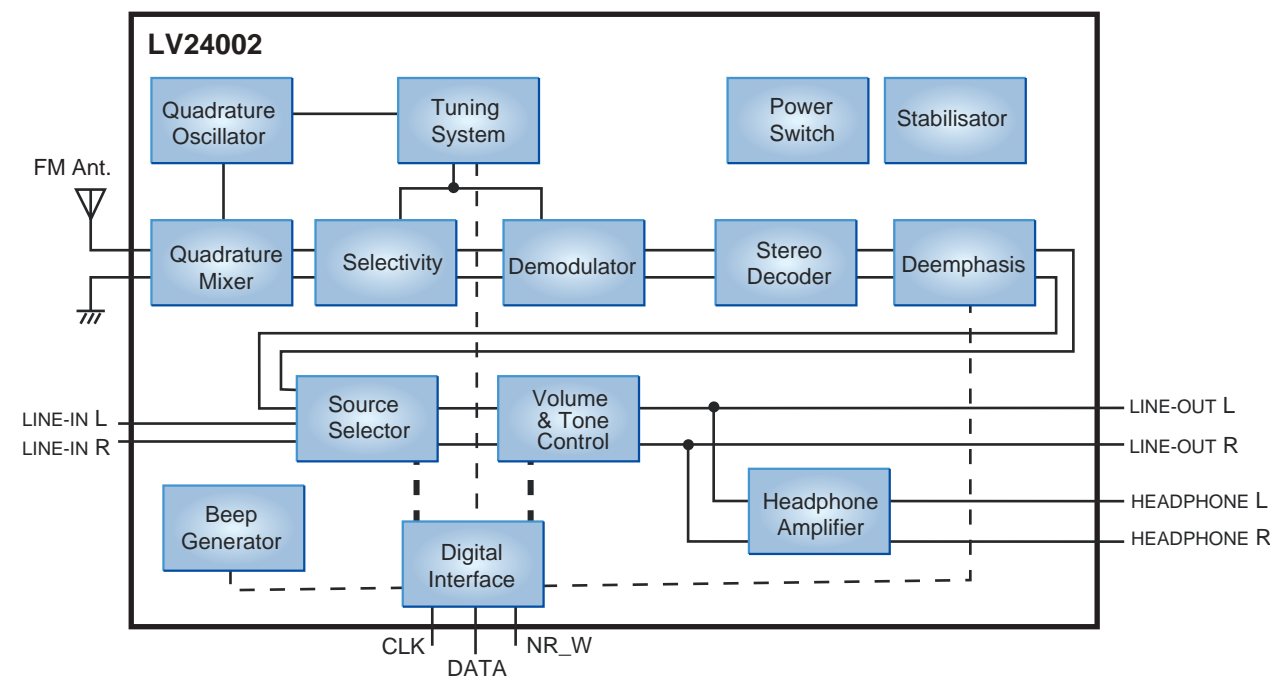 LV24002
Quadrature
Oscillator
Tuning
System
Power
Switch
Stabilisator
FM Ant.
Quadrature
Mixer
Selectivity
Demodulator
Stereo
Decoder
Deemphasis
Source
Selector
Volume
& Tone
Control
LINE-IN L
LINE-IN R
LINE-OUT L
LINE-OUT R
Beep
Generator
Digital
Interface
Headphone
Amplifier
HEADPHONE L
HEADPHONE R
CLK
DATA
NR_W